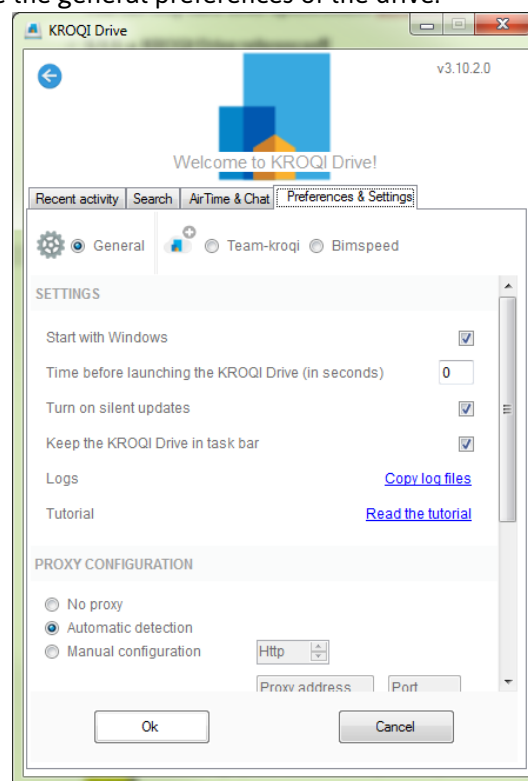 the general preferences of the drive.
KROQI Drive
v3.10.2.0
Welcome to KROQI Drive!
Recent activity Search AirTime & Chat Preferences & Settings
General Team-kroqi Bimspeed
SETTINGS
Start with Windows
Time before launching the KROQI Drive (in seconds) 0
Turn on silent updates
Keep the KROQI Drive in task bar
Logs Copy log files
Tutorial Read the tutorial
PROXY CONFIGURATION
No proxy
Automatic detection
Manual configuration Http
Proxy address Port
Ok Cancel